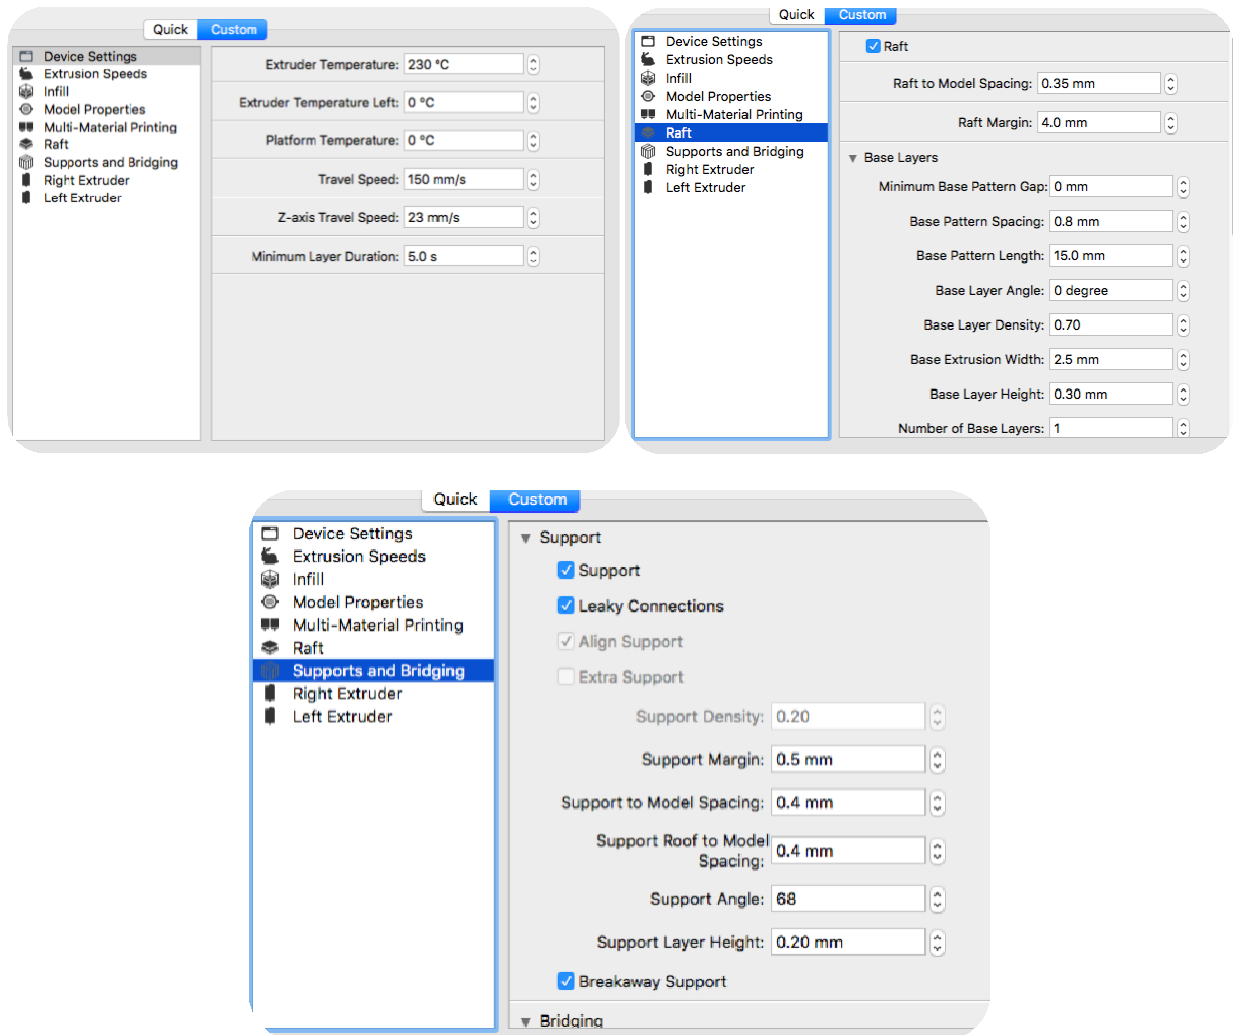 Quick Custom
Device Settings
Extrusion Speeds
Infill
Model Properties
Multi-Material Printing
Raft
Supports and Bridging
Right Extruder
Left Extruder
Extruder Temperature: 230 °C
Extruder Temperature Left: 0 °C
Platform Temperature: 0 °C
Travel Speed: 150 mm/s
Z-axis Travel Speed: 23 mm/s
Minimum Layer Duration: 5.0 s
Quick Custom
Device Settings
Extrusion Speeds
Infill
Model Properties
Multi-Material Printing
Raft
Supports and Bridging
Right Extruder
Left Extruder
Raft
Raft to Model Spacing: 0.35 mm
Raft Margin: 4.0 mm
Base Layers
Minimum Base Pattern Gap: 0 mm
Base Pattern Spacing: 0.8 mm
Base Pattern Length: 15.0 mm
Base Layer Angle: 0 degree
Base Layer Density: 0.70
Base Extrusion Width: 2.5 mm
Base Layer Height: 0.30 mm
Number of Base Layers: 1
Quick Custom
Device Settings
Extrusion Speeds
Infill
Model Properties
Multi-Material Printing
Raft
Supports and Bridging
Right Extruder
Left Extruder
Support
Support
Leaky Connections
Align Support
Extra Support
Support Density: 0.20
Support Margin: 0.5 mm
Support to Model Spacing: 0.4 mm
Support Roof to Model
Spacing: 0.4 mm
Support Angle: 68
Support Layer Height: 0.20 mm
Breakaway Support
Bridging